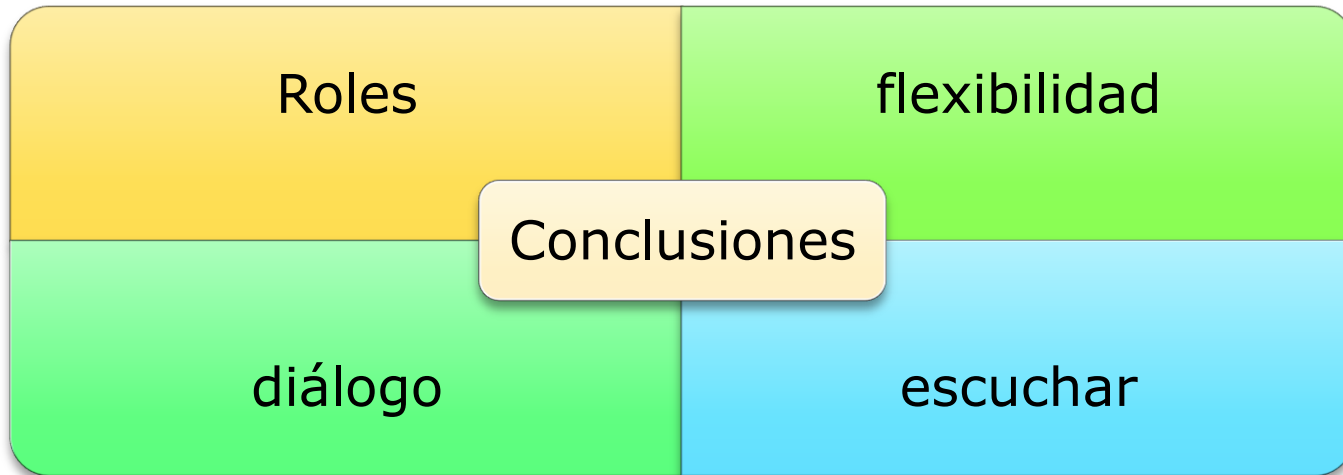 Roles
flexibilidad
Conclusiones
diálogo
escuchar